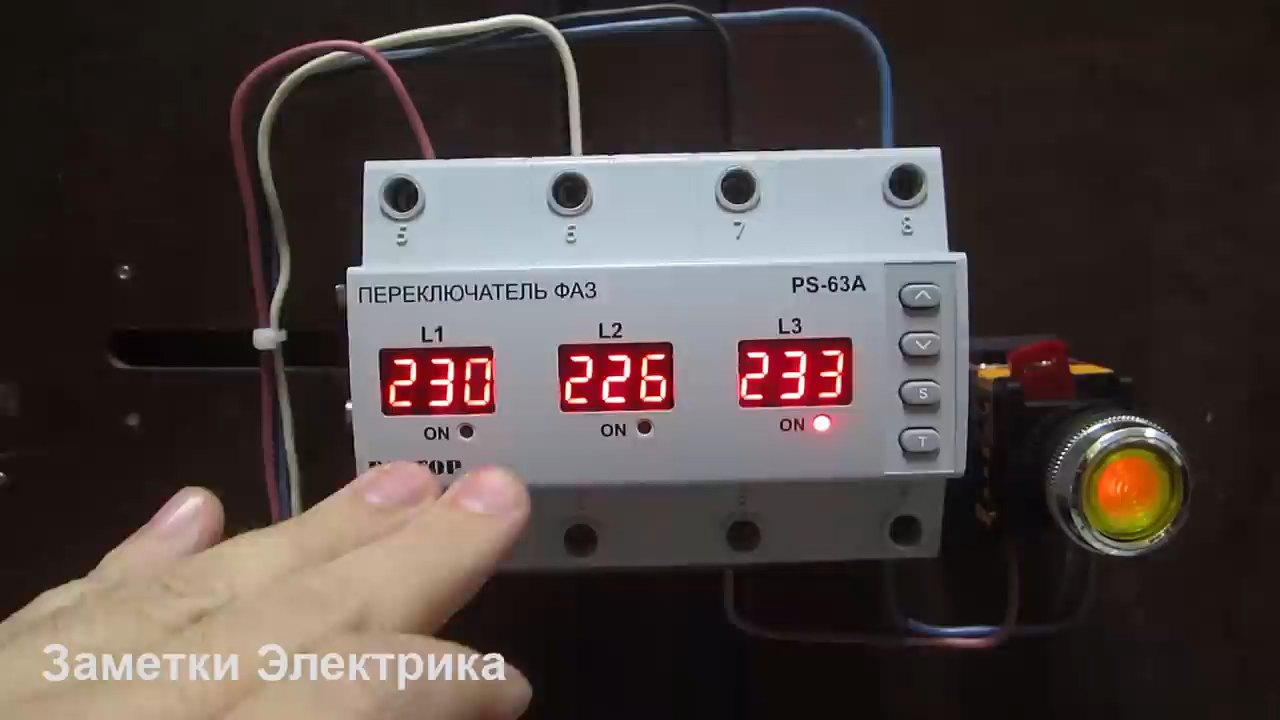 5 6 7 8
ПЕРЕКЛЮЧАТЕЛЬ ФАЗ PS-63A
L1 L2 L3
230 226 233
ON ON ON
S
T
Заметки Электрика